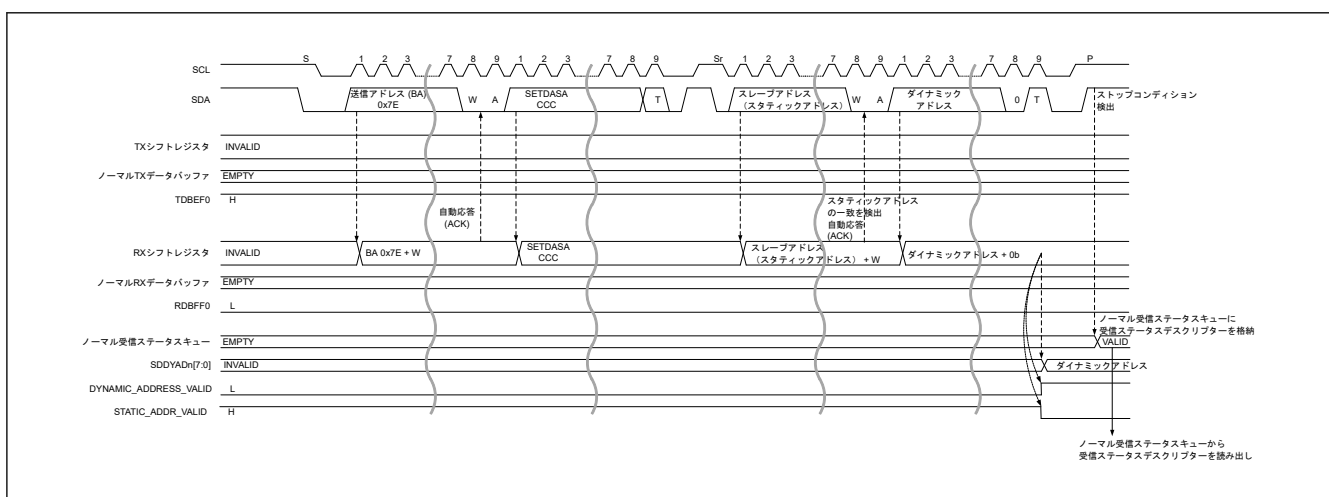 S 1 2 3 7 8 9 1 2 3 7 8 9 Sr 1 2 3 7 8 9 1 2 3 7 8 9 P
SCL
SDA
送信アドレス (BA)
0x7E
W A
SETDASA
CCC
T
スレーブアドレス
(スタティックアドレス)
W A
ダイナミック
アドレス
0 T
ストップコンディション
検出
TXシフトレジスタ INVALID
ノーマルTXデータバッファ EMPTY
TDBEF0 H
自動応答
(ACK)
スタティックアドレス
の一致を検出
自動応答
(ACK)
RXシフトレジスタ INVALID
BA 0x7E + W
SETDASA
CCC
スレーブアドレス
(スタティックアドレス) + W
ダイナミックアドレス + 0b
ノーマルRXデータバッファ EMPTY
RDBFF0 L
ノーマル受信ステータスキューに
受信ステータスデスクリプターを格納
ノーマル受信ステータスキュー EMPTY
VALID
SDDYADn[7:0] INVALID
ダイナミックアドレス
DYNAMIC_ADDRESS_VALID L
STATIC_ADDR_VALID H
ノーマル受信ステータスキューから
受信ステータスデスクリプターを読み出し